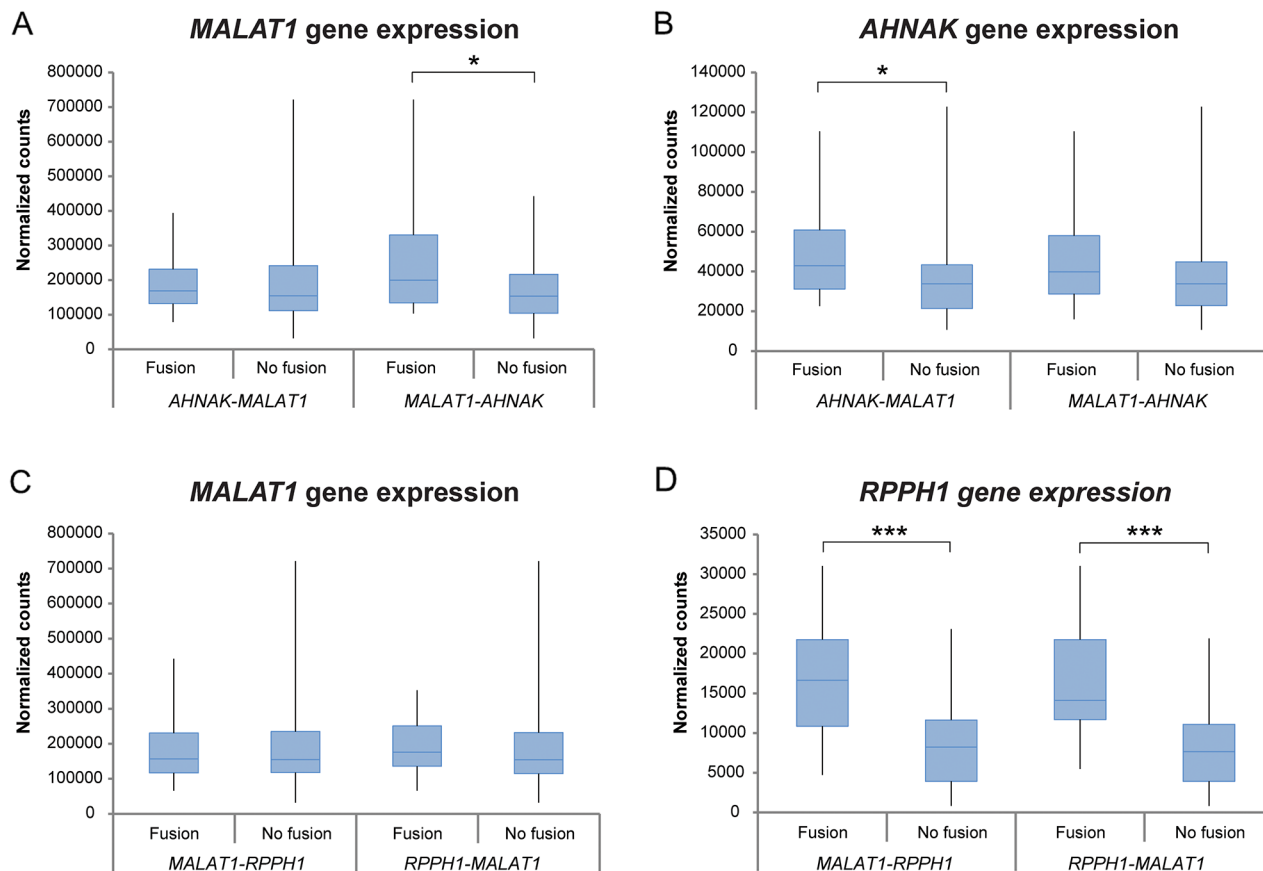 A
MALAT1 gene expression
Normalized counts
800000
700000
600000
500000
400000
300000
200000
100000
0
*
Fusion No fusion Fusion No fusion
AHNAK-MALAT1 MALAT1-AHNAK
B
AHNAK gene expression
Normalized counts
140000
120000
100000
80000
60000
40000
20000
0
*
Fusion No fusion Fusion No fusion
AHNAK-MALAT1 MALAT1-AHNAK
C
MALAT1 gene expression
Normalized counts
800000
700000
600000
500000
400000
300000
200000
100000
0
Fusion No fusion Fusion No fusion
MALAT1-RPPH1 RPPH1-MALAT1
D
RPPH1 gene expression
Normalized counts
35000
30000
25000
20000
15000
10000
5000
0
*** ***
Fusion No fusion Fusion No fusion
MALAT1-RPPH1 RPPH1-MALAT1